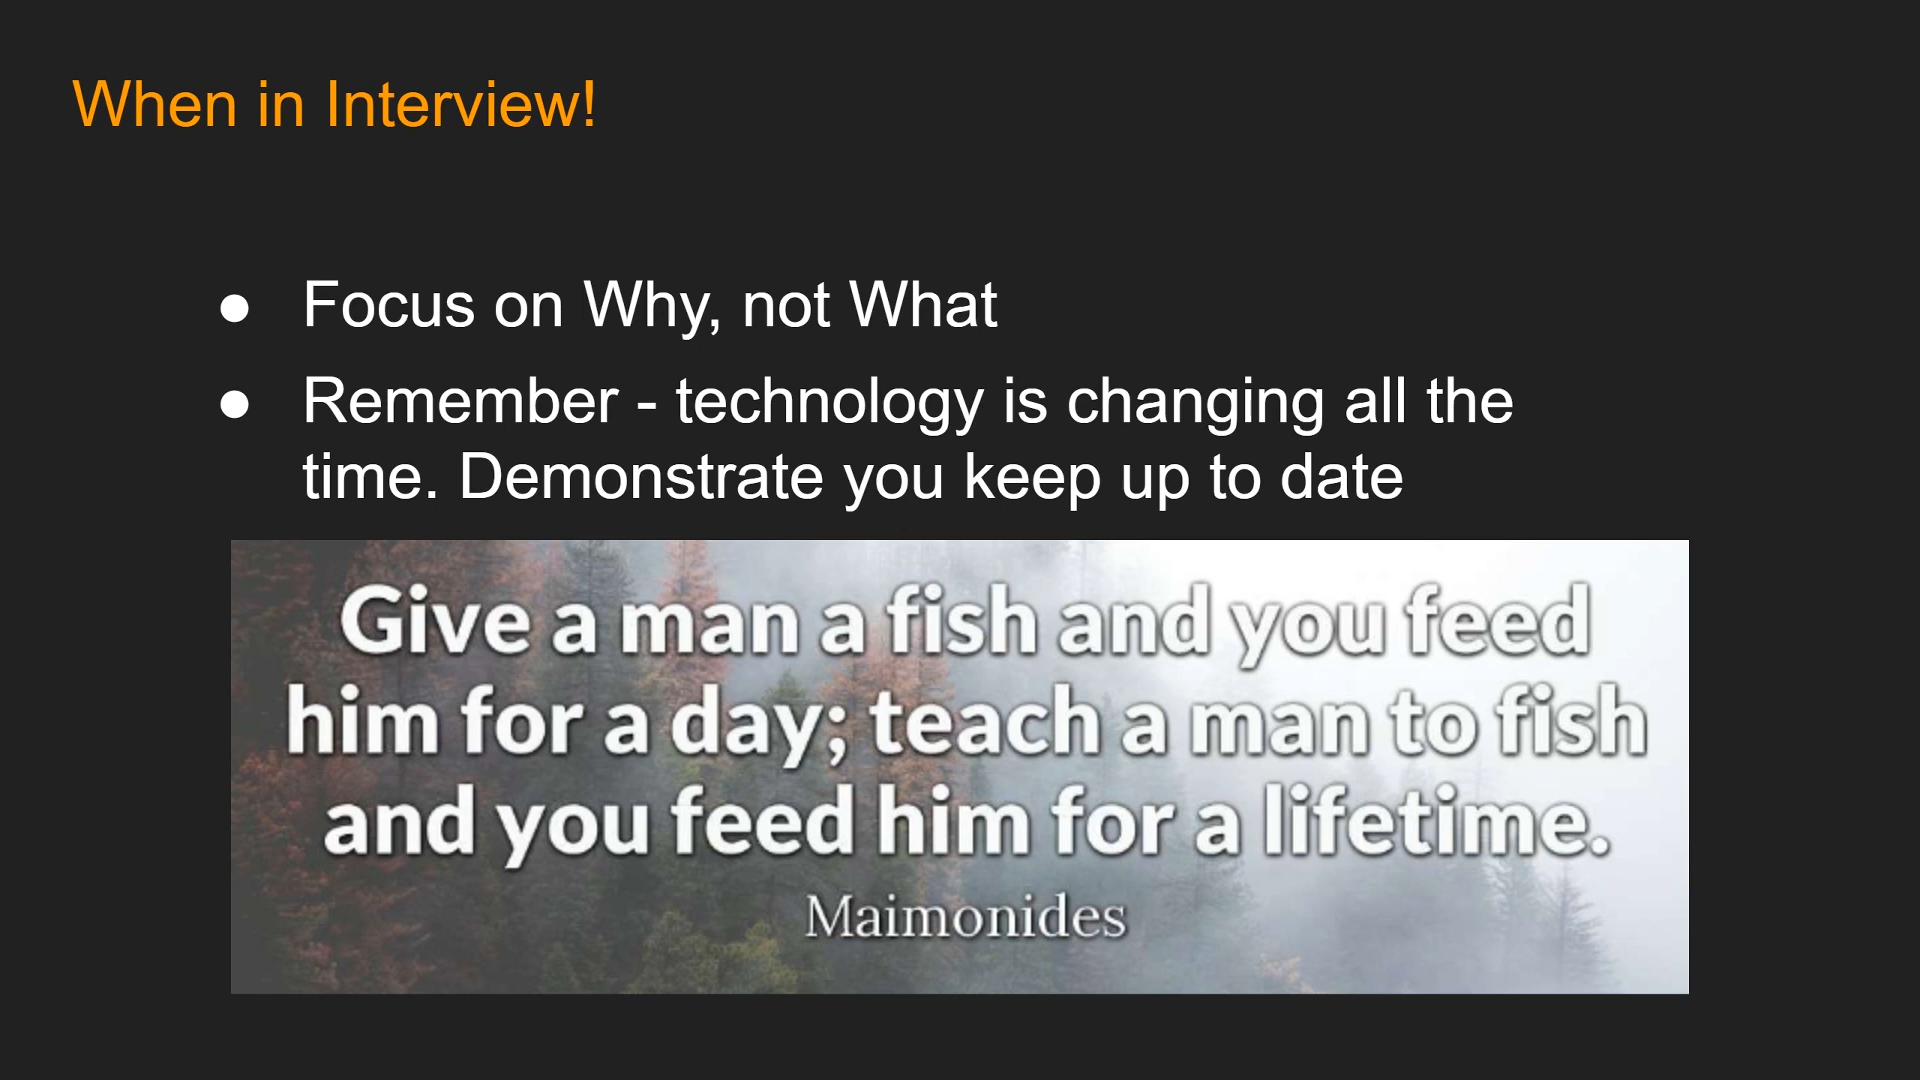 When in Interview!
● Focus on Why, not What
● Remember - technology is changing all the
time. Demonstrate you keep up to date
Give a man a fish and you feed
him for a day; teach a man to fish
and you feed him for a lifetime.
Maimonides